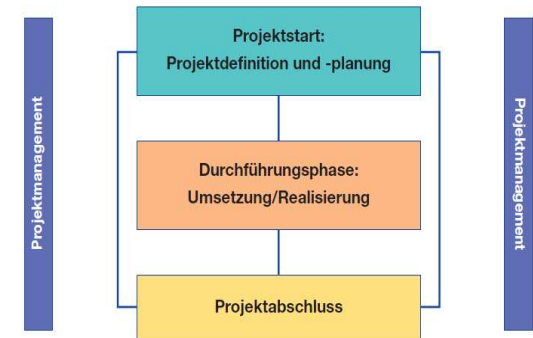 Projektmanagement
Projektstart:
Projektdefinition und -planung
Durchführungsphase:
Umsetzung/Realisierung
Projektabschluss
Projektmanagement